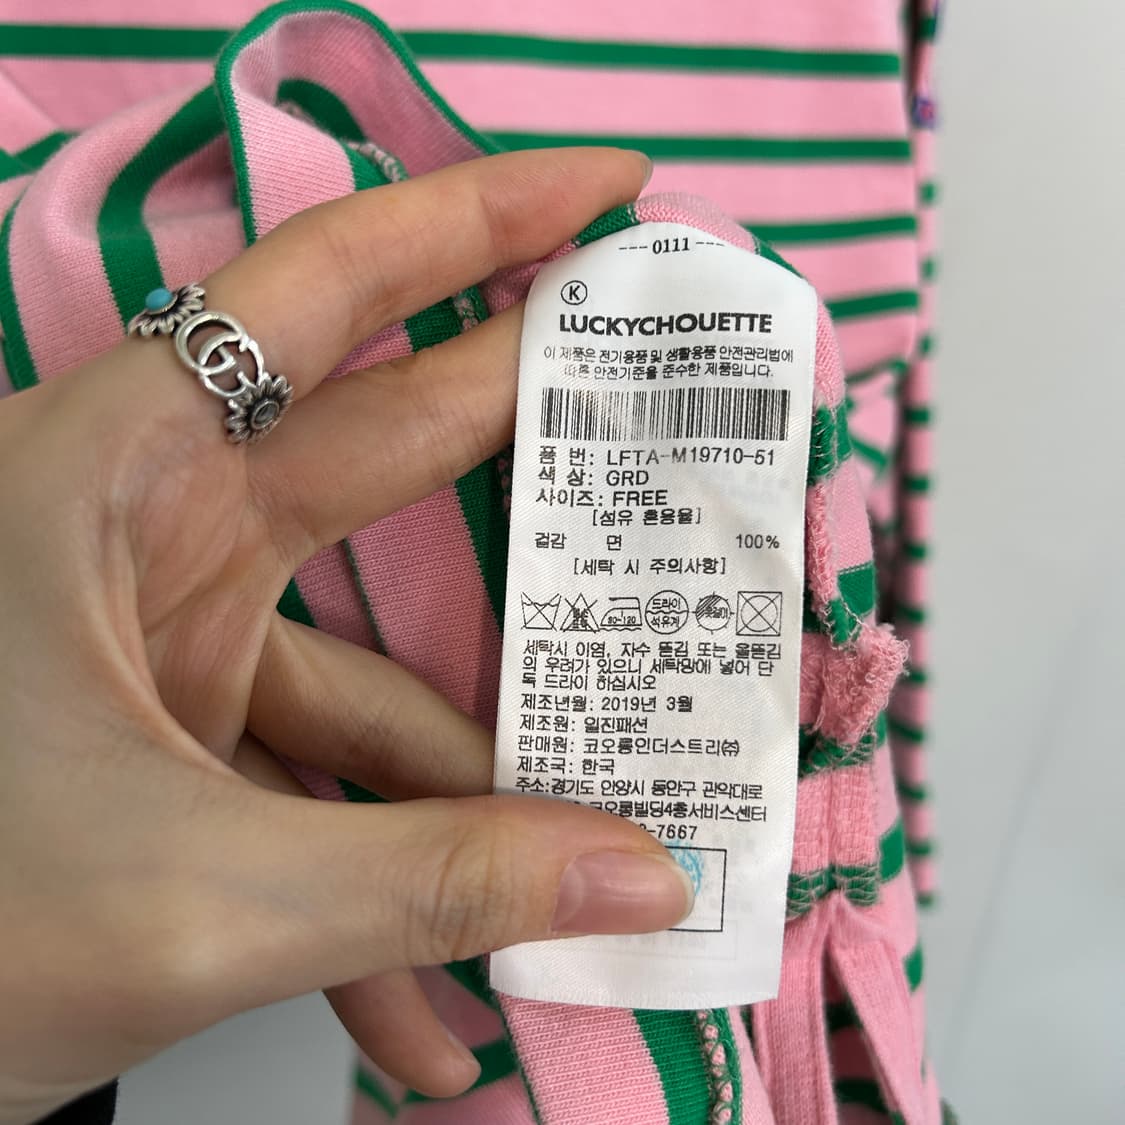 --- 0111 ---
K
LUCKYCHOUETTE
이 제품은 전기용품 및 생활용품 안전관리법에
따른 안전기준을 준수한 제품입니다.
품 번: LFTA-M19710-51
색 상: GRD
사이즈: FREE
[섬유 혼용율]
겉감 면 100%
[세탁 시 주의사항]
80~120
드라이
석유계
옷걸이
세탁시 이염, 자수 뜯김 또는 올뜯김
의 우려가 있으니 세탁망에 넣어 단
독 드라이 하십시오
제조년월: 2019년 3월
제조원: 일진패션
판매원: 코오롱인더스트리㈜
제조국: 한국
주소:경기도 안양시 동안구 관악대로
코오롱빌딩4층서비스센터
-7667